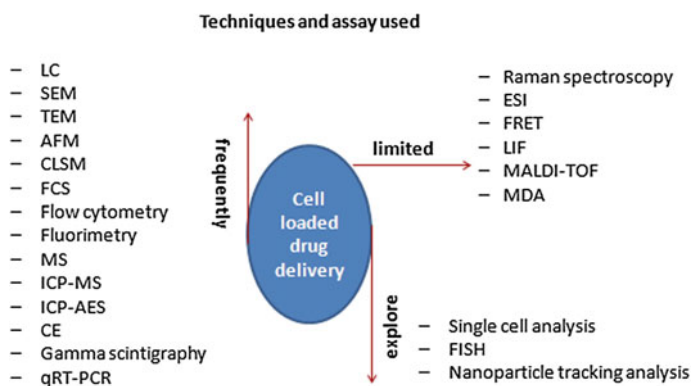 Techniques and assay used
– LC
– SEM
– TEM
– AFM
– CLSM
– FCS
– Flow cytometry
– Fluorimetry
– MS
– ICP-MS
– ICP-AES
– CE
– Gamma scintigraphy
– qRT-PCR
frequently
Cell
loaded
drug
delivery
limited
– Raman spectroscopy
– ESI
– FRET
– LIF
– MALDI-TOF
– MDA
explore
– Single cell analysis
– FISH
– Nanoparticle tracking analysis